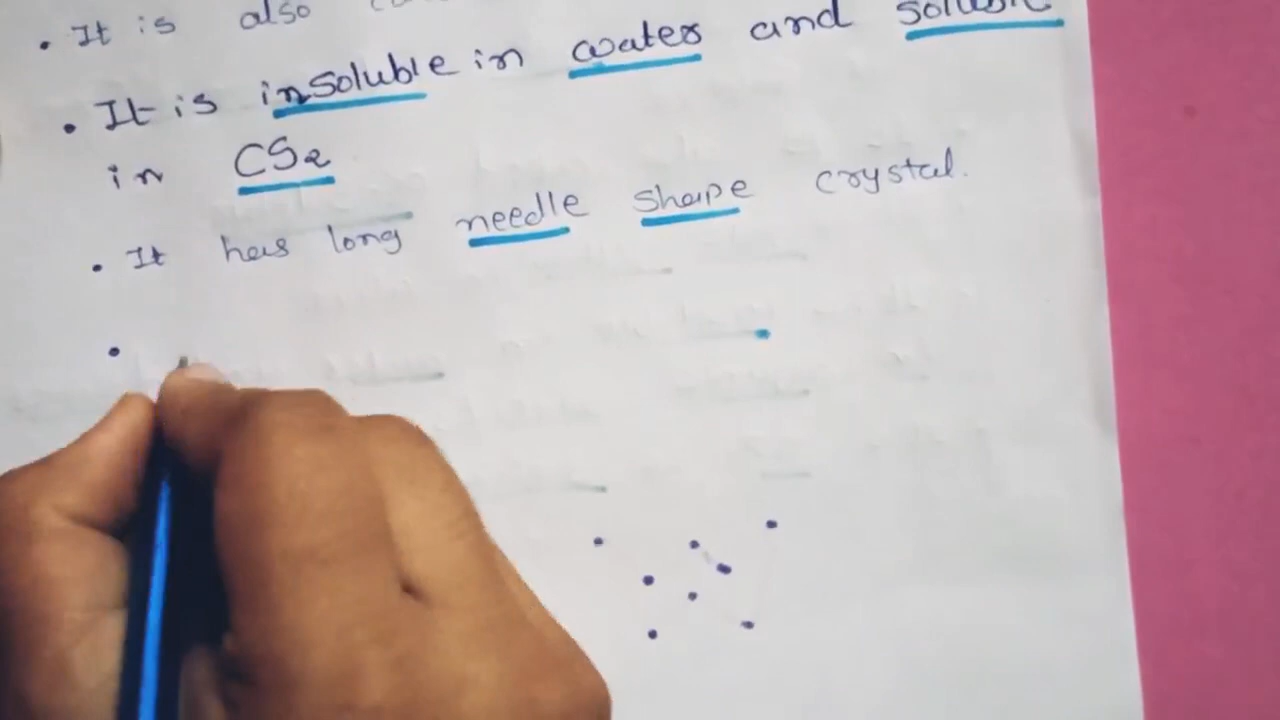 • It is also
• It is insoluble in water and soluble
in CS2
• It has long needle shape crystal.
•